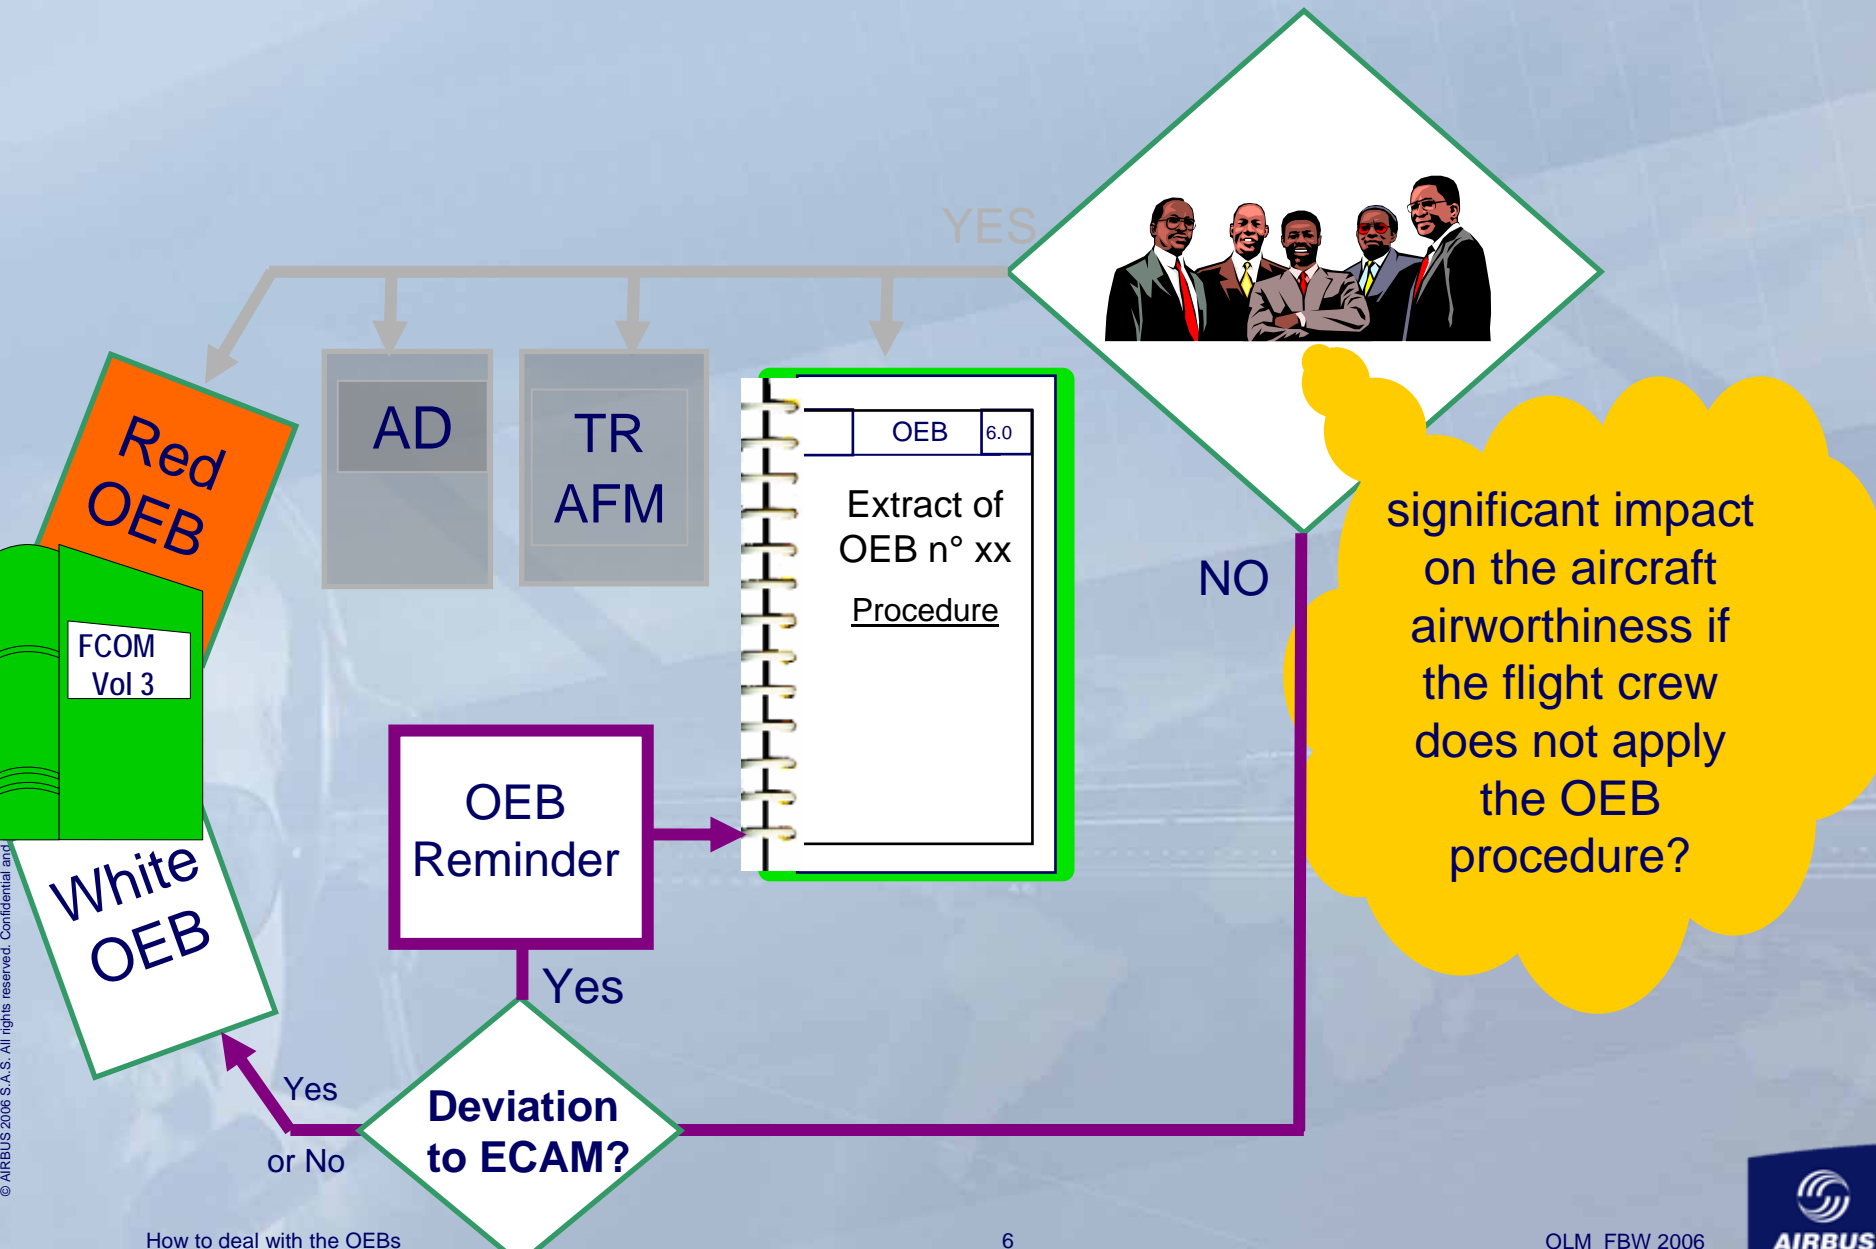 YES
Red
OEB
AD
TR
AFM
OEB
6.0
Extract of
OEB n° xx
Procedure
significant impact
on the aircraft
airworthiness if
the flight crew
does not apply
the OEB
procedure?
NO
FCOM
Vol 3
OEB
Reminder
White
OEB
Yes
Yes
or No
Deviation
to ECAM?
© AIRBUS 2006 S.A.S. All rights reserved. Confidential and
How to deal with the OEBs
6
OLM FBW 2006
AIRBUS